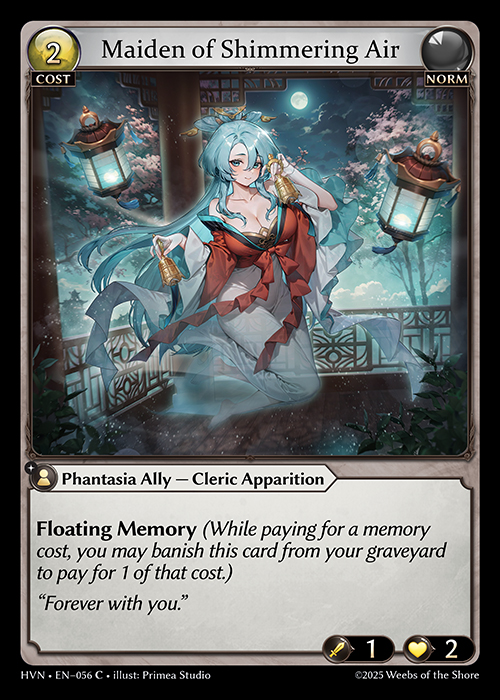 2
Maiden of Shimmering Air
COST
NORM
Phantasia Ally — Cleric Apparition
Floating Memory (While paying for a memory
cost, you may banish this card from your graveyard
to pay for 1 of that cost.)
“Forever with you.”
1
2
HVN • EN–056 C • illust: Primea Studio
©2025 Weebs of the Shore